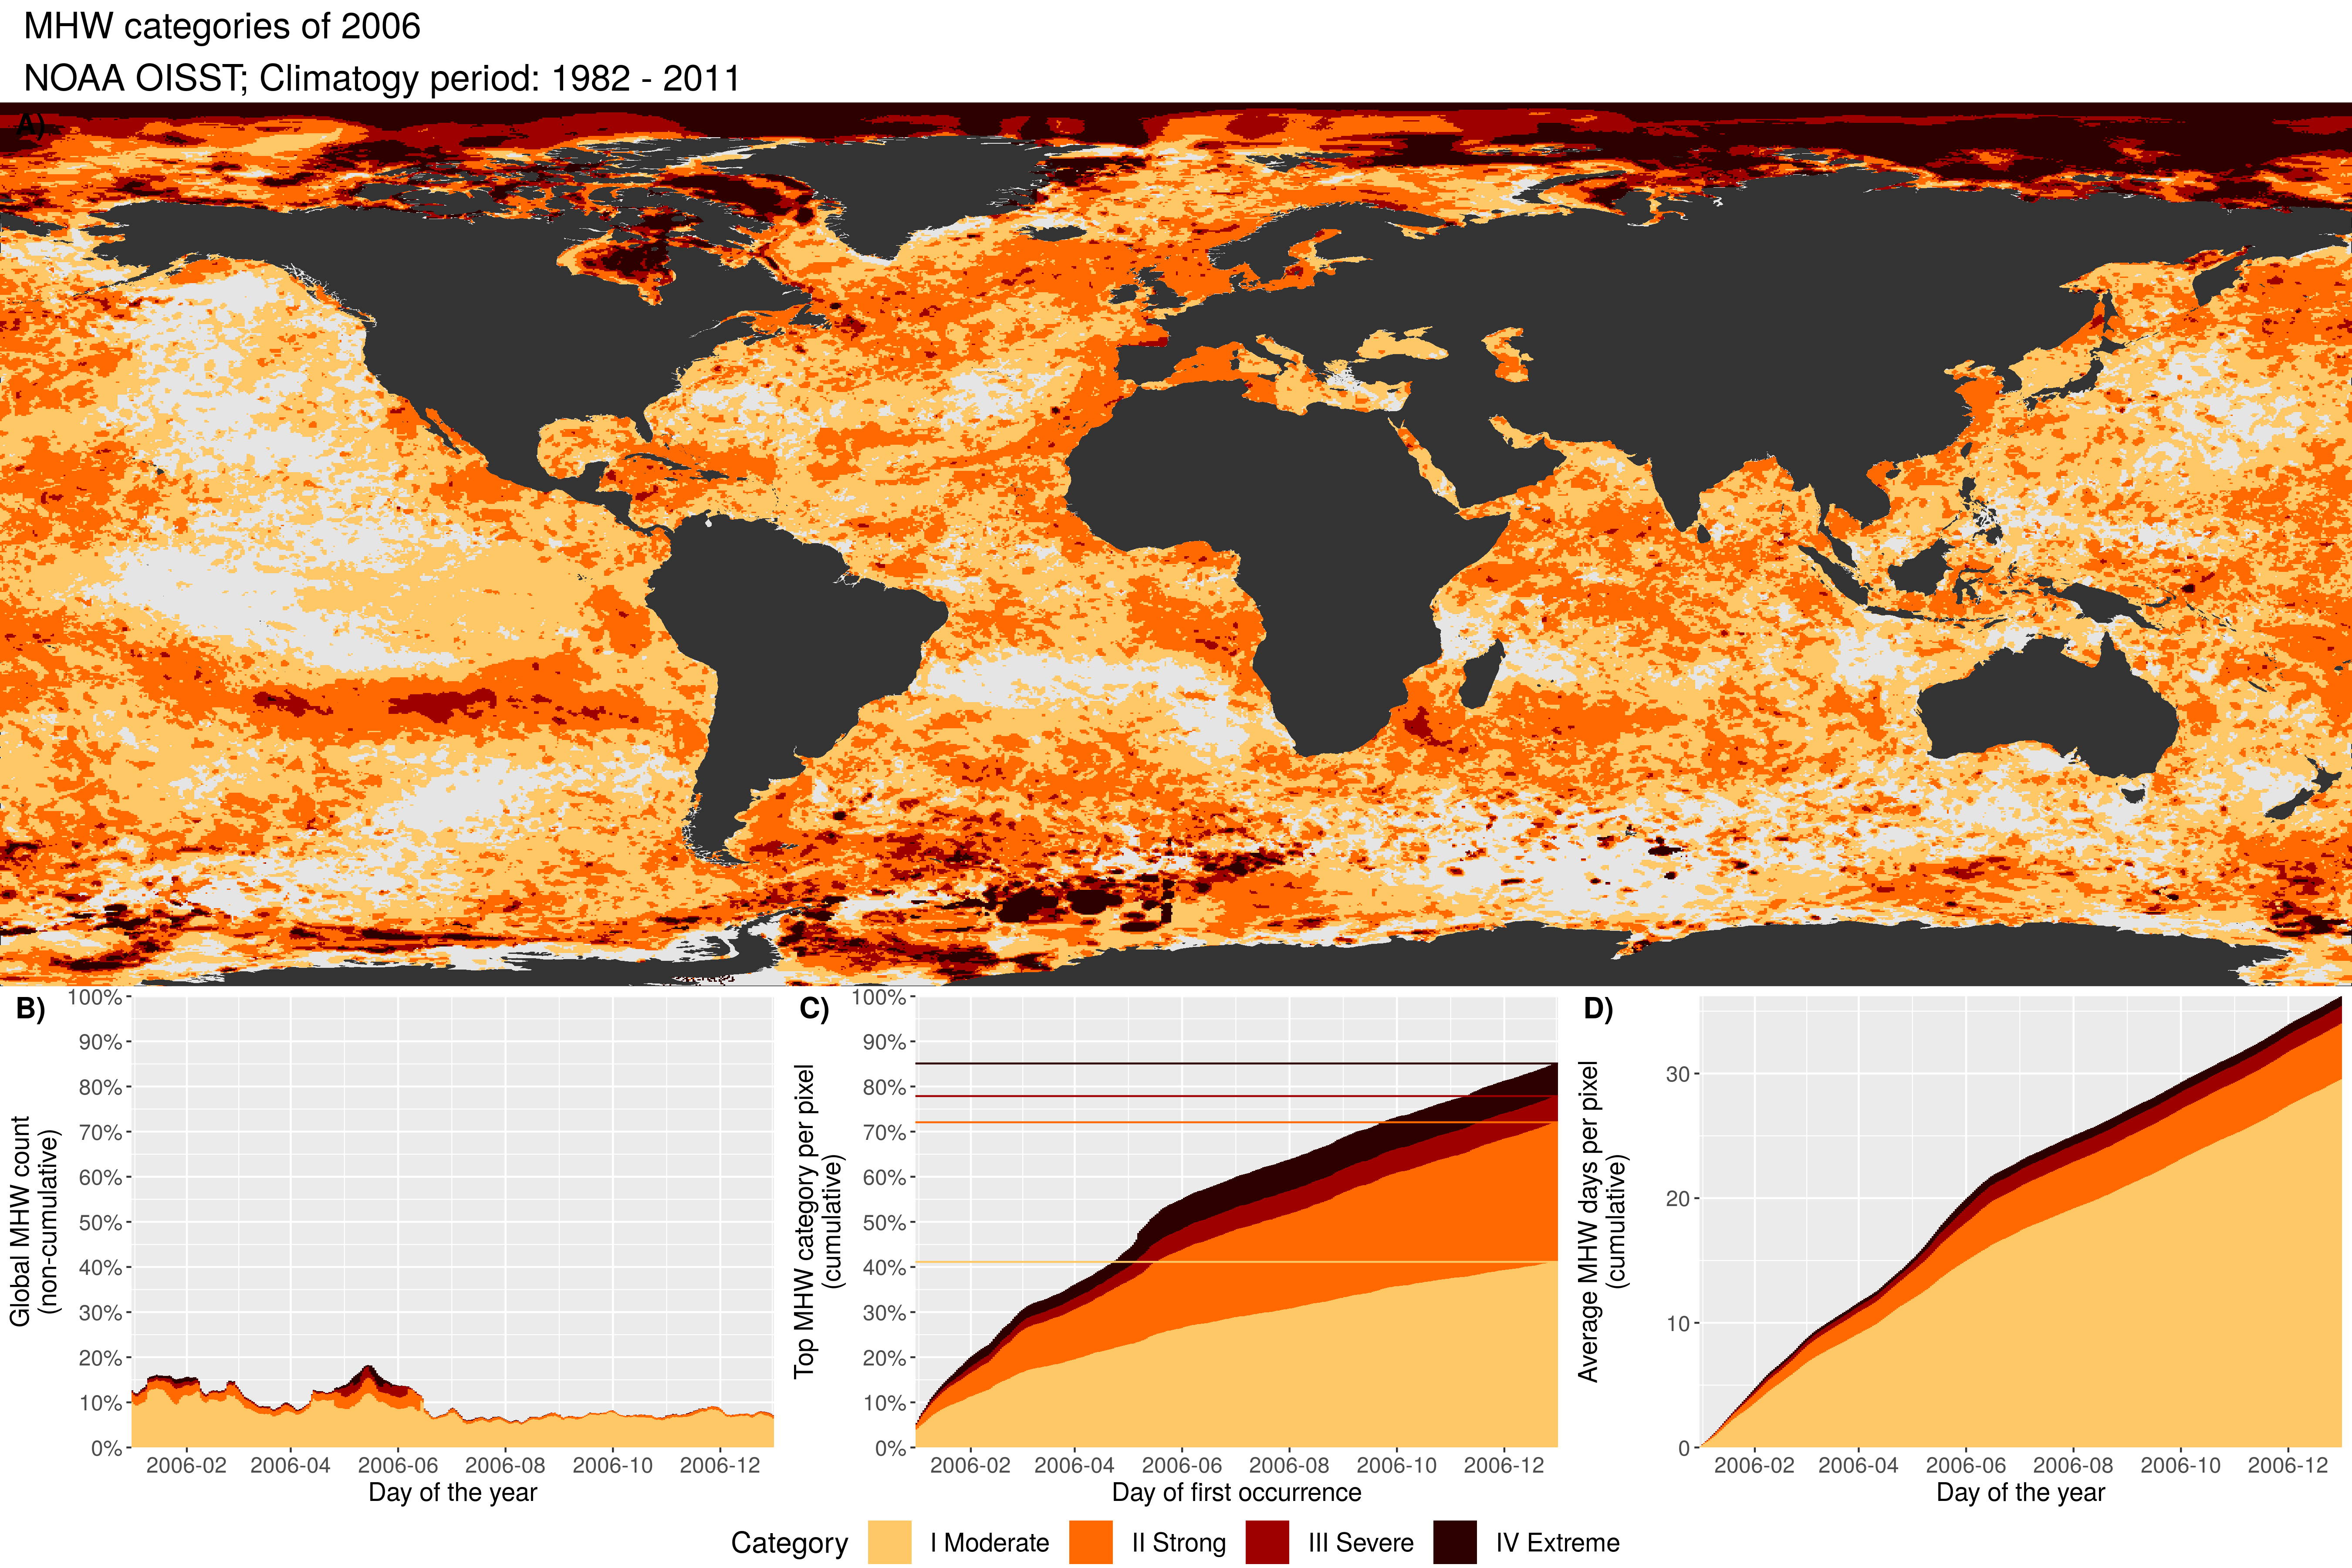 MHW categories of 2006
NOAA OISST; Climatogy period: 1982 - 2011
A)
B)
100%
90%
80%
70%
60%
50%
40%
30%
20%
10%
0%
Global MHW count
(non-cumulative)
2006-02 2006-04 2006-06 2006-08 2006-10 2006-12
Day of the year
C)
100%
90%
80%
70%
60%
50%
40%
30%
20%
10%
0%
Top MHW category per pixel
(cumulative)
2006-02 2006-04 2006-06 2006-08 2006-10 2006-12
Day of first occurrence
D)
30
20
10
0
Average MHW days per pixel
(cumulative)
2006-02 2006-04 2006-06 2006-08 2006-10 2006-12
Day of the year
Category I Moderate II Strong III Severe IV Extreme